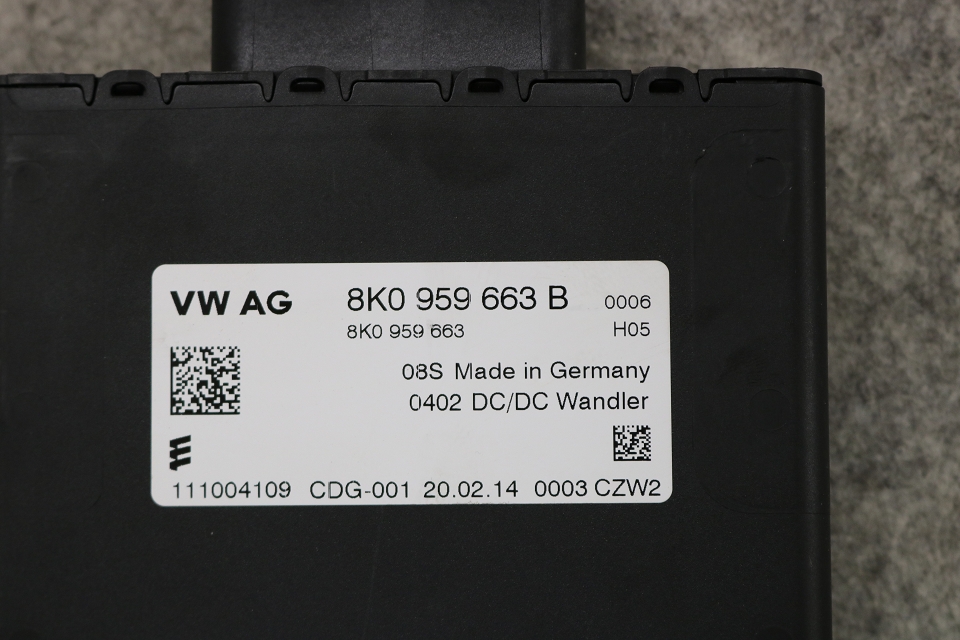 VW AG 8K0 959 663 B 0006
8K0 959 663 H05
08S Made in Germany
0402 DC/DC Wandler
111004109 CDG-001 20.02.14 0003 CZW2